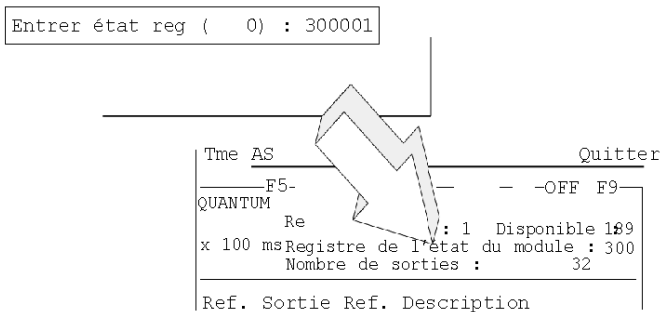 Entrer état reg ( 0) : 300001
Tme AS Quitter
F5- -OFF F9
QUANTUM
Re : 1 Disponible 189
x 100 ms Registre de l'état du module : 300
Nombre de sorties : 32
Ref. Sortie Ref. Description